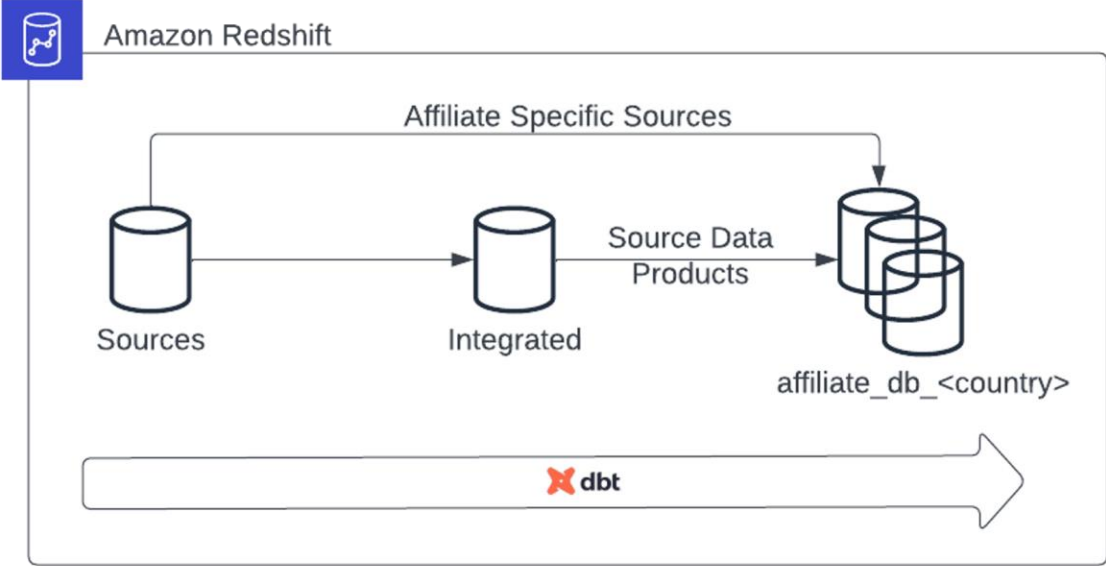 Amazon Redshift
Affiliate Specific Sources
Source Data
Products
Sources
Integrated
affiliate_db_<country>
dbt